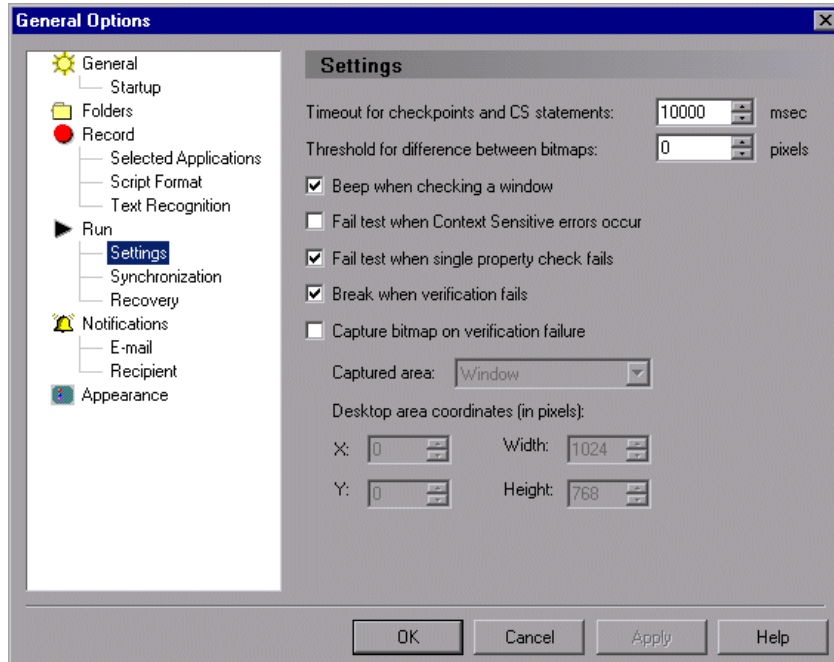 General Options
General
Startup
Folders
Record
Selected Applications
Script Format
Text Recognition
Run
Settings
Synchronization
Recovery
Notifications
E-mail
Recipient
Appearance
Settings
Timeout for checkpoints and CS statements: 10000 msec
Threshold for difference between bitmaps: 0 pixels
Beep when checking a window
Fail test when Context Sensitive errors occur
Fail test when single property check fails
Break when verification fails
Capture bitmap on verification failure
Captured area: Window
Desktop area coordinates (in pixels):
X: 0 Width: 1024
Y: 0 Height: 768
OK Cancel Apply Help